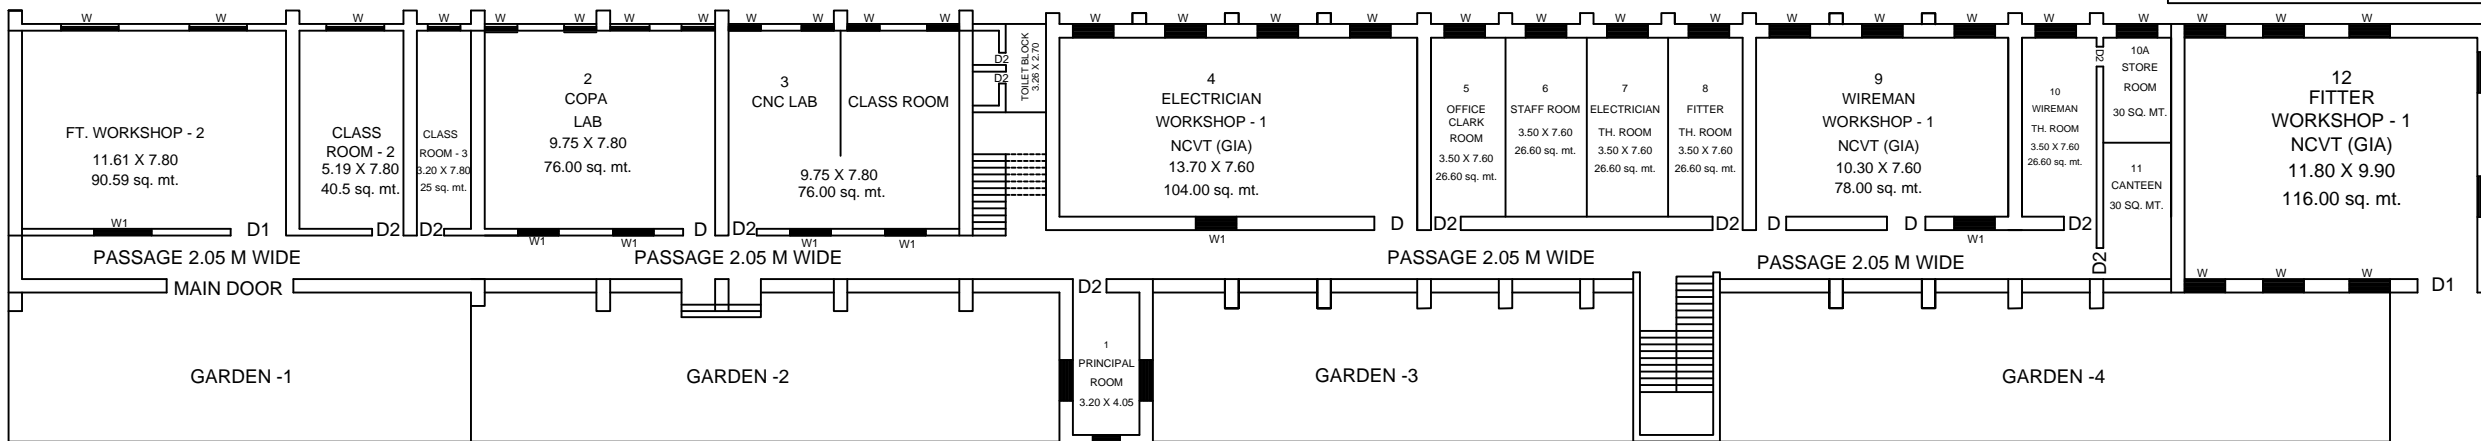 W W W W W W W W W W W W W W W W W W W W W W W W W W W W W W
FT. WORKSHOP - 2
11.61 X 7.80
90.59 sq. mt.
CLASS
ROOM - 2
5.19 X 7.80
40.5 sq. mt.
CLASS
ROOM - 3
3.20 X 7.80
25 sq. mt.
2
COPA
LAB
9.75 X 7.80
76.00 sq. mt.
3
CNC LAB
CLASS ROOM
9.75 X 7.80
76.00 sq. mt.
D2
D2
TOILET BLOCK
3.26 X 2.70
4
ELECTRICIAN
WORKSHOP - 1
NCVT (GIA)
13.70 X 7.60
104.00 sq. mt.
5
OFFICE
CLARK
ROOM
3.50 X 7.60
26.60 sq. mt.
6
STAFF ROOM
3.50 X 7.60
26.60 sq. mt.
7
ELECTRICIAN
TH. ROOM
3.50 X 7.60
26.60 sq. mt.
8
FITTER
TH. ROOM
3.50 X 7.60
26.60 sq. mt.
9
WIREMAN
WORKSHOP - 1
NCVT (GIA)
10.30 X 7.60
78.00 sq. mt.
10
WIREMAN
TH. ROOM
3.50 X 7.60
26.60 sq. mt.
D2
10A
STORE
ROOM
30 SQ. MT.
11
CANTEEN
30 SQ. MT.
12
FITTER
WORKSHOP - 1
NCVT (GIA)
11.80 X 9.90
116.00 sq. mt.
W1 D1 D2 D2 W1 W1 D D2 W1 W1 W1 D D2 D2 D D W1 D2
PASSAGE 2.05 M WIDE
PASSAGE 2.05 M WIDE
PASSAGE 2.05 M WIDE
PASSAGE 2.05 M WIDE
D2
W W W
MAIN DOOR
D2
D1
GARDEN -1
GARDEN -2
1
PRINCIPAL
ROOM
3.20 X 4.05
GARDEN -3
GARDEN -4